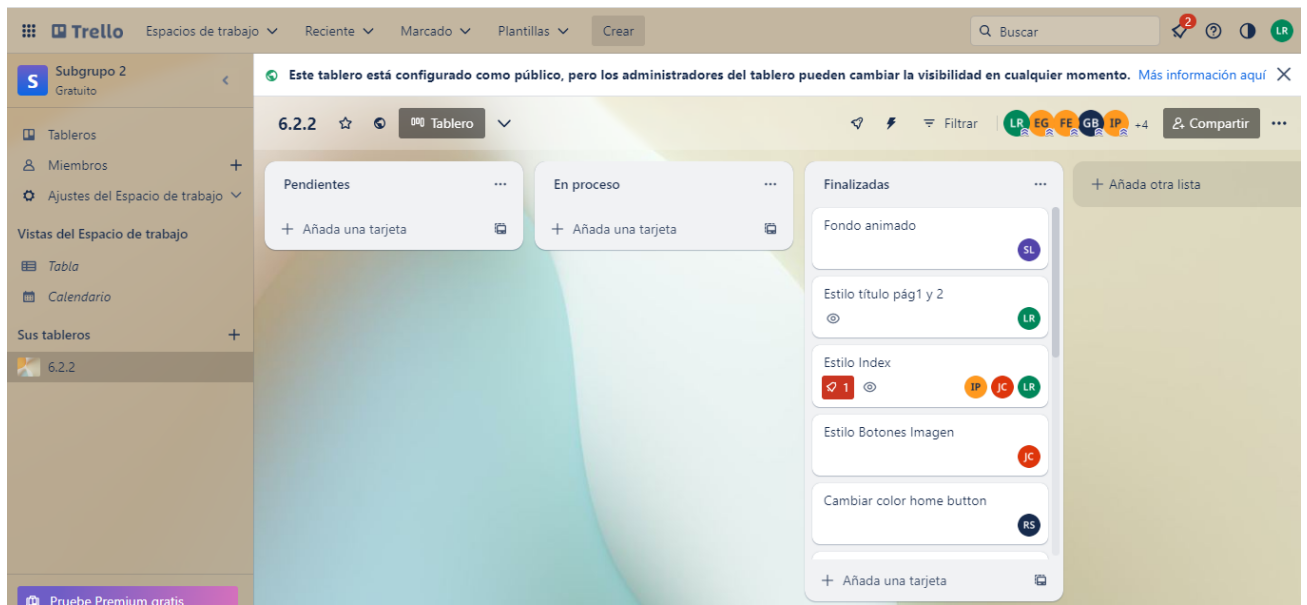 Trello Espacios de trabajo Reciente Marcado Plantillas Crear Buscar 2 LR
S Subgrupo 2
Gratuito
Este tablero está configurado como público, pero los administradores del tablero pueden cambiar la visibilidad en cualquier momento. Más información aquí
Tableros
Miembros
Ajustes del Espacio de trabajo
Vistas del Espacio de trabajo
Tabla
Calendario
Sus tableros
6.2.2
Pruebe Premium gratis
6.2.2 Tablero Filtrar LR EG FE GB IP +4 Compartir
Pendientes
Añada una tarjeta
En proceso
Añada una tarjeta
Finalizadas
Fondo animado
SL
Estilo título pág1 y 2
LR
Estilo Index
1 IP JC LR
Estilo Botones Imagen
JC
Cambiar color home button
RS
Añada una tarjeta
Añada otra lista